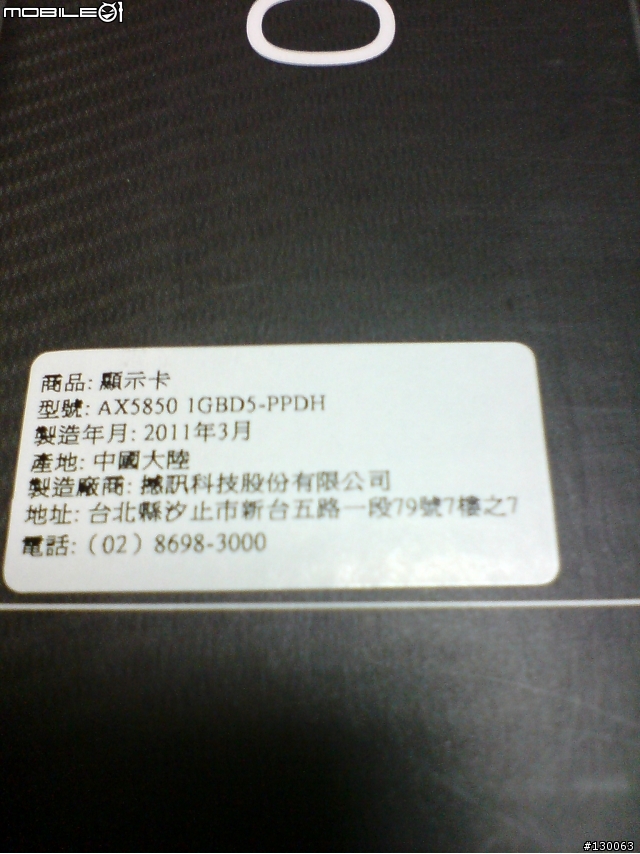 MOBILE01
商品: 顯示卡
型號: AX5850 1GBD5-PPDH
製造年月: 2011年3月
產地: 中國大陸
製造廠商: 撼訊科技股份有限公司
地址: 台北縣汐止市新台五路一段79號7樓之7
電話:（02）8698-3000
#130063